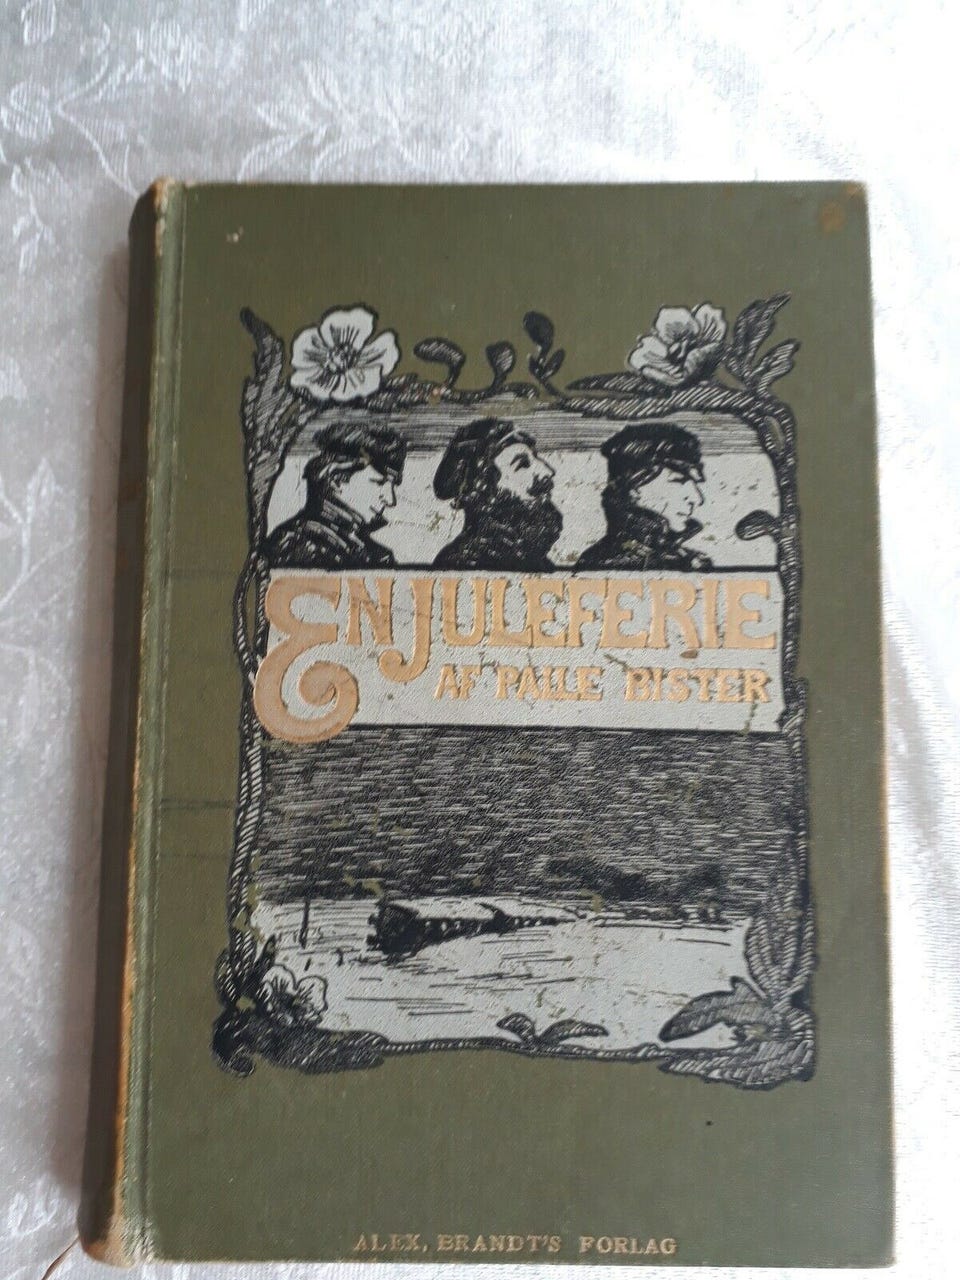 EN JULEFERIE
AF PALLE BISTER
ALEX. BRANDT'S FORLAG